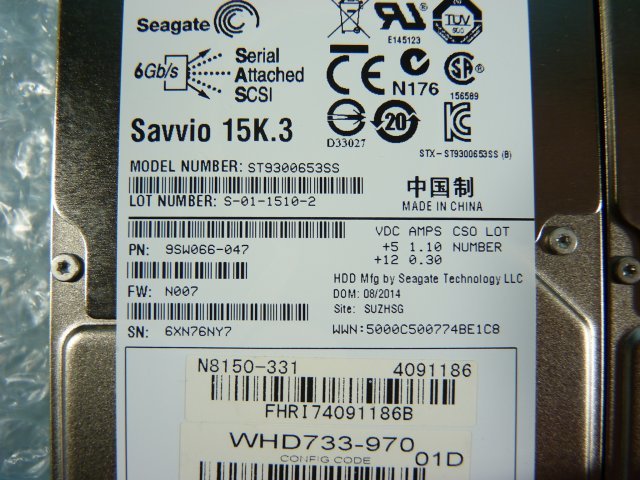 Seagate
6Gb/s
Serial
Attached
SCSI
Savvio 15K.3
E145123
TÜV
N176
156589
D33027
20
STX-ST9300653SS (B)
MODEL NUMBER: ST9300653SS
LOT NUMBER: S-01-1510-2
中国制
MADE IN CHINA
PN: 9SW066-047
FW: N007
SN: 6XN76NY7
VDC AMPS CSO LOT
+5 1.10 NUMBER
+12 0.30
HDD Mfg by Seagate Technology LLC
DOM: 08/2014
Site: SUZHSG
WWN:5000C500774BE1C8
N8150-331 4091186
FHRI74091186B
WHD733-970
CONFIG CODE 01D